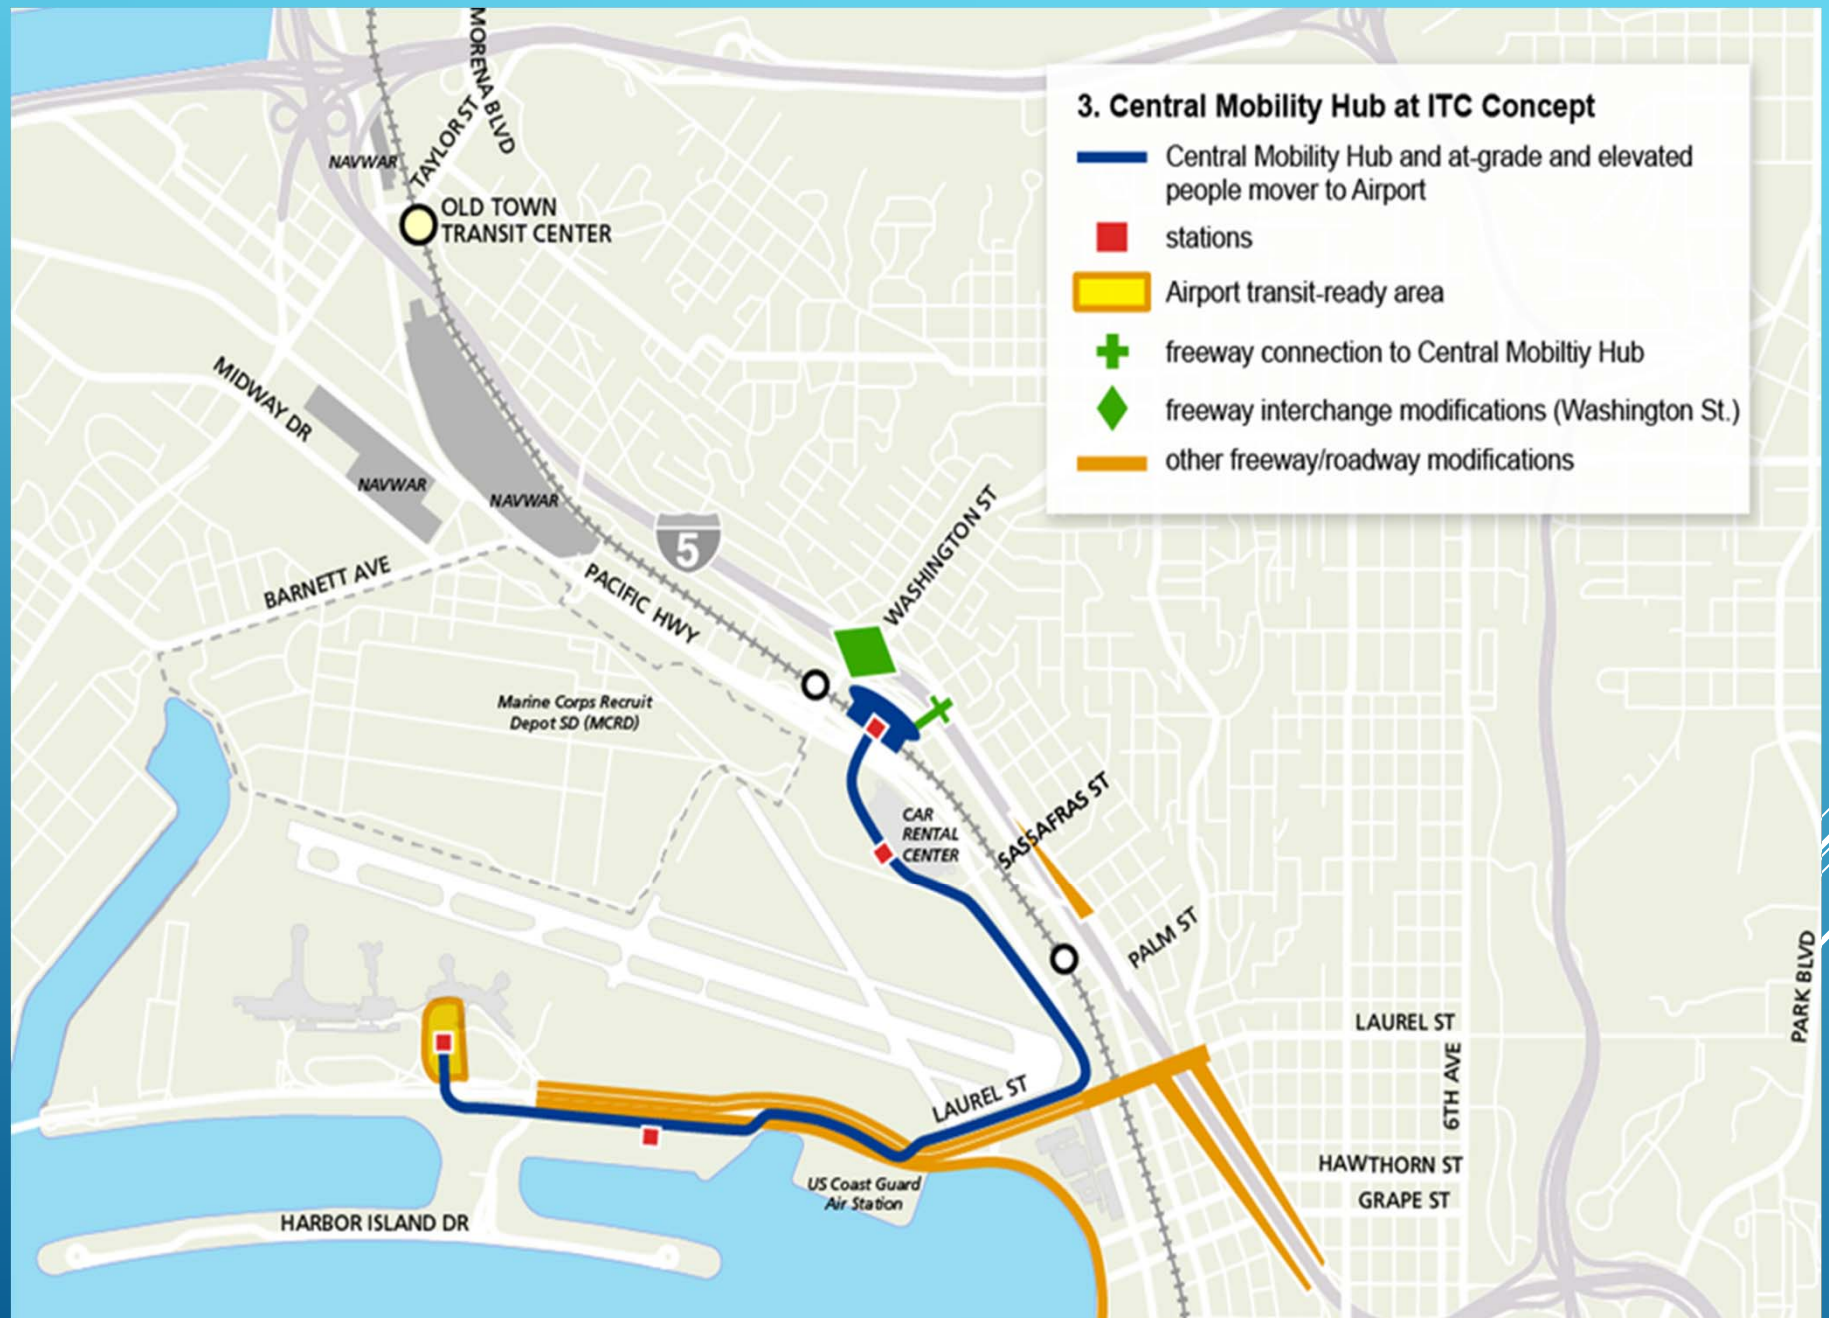 MORENA BLVD
TAYLOR ST
NAVWAR
OLD TOWN
TRANSIT CENTER
3. Central Mobility Hub at ITC Concept
Central Mobility Hub and at-grade and elevated
people mover to Airport
stations
Airport transit-ready area
freeway connection to Central Mobiltiy Hub
freeway interchange modifications (Washington St.)
other freeway/roadway modifications
MIDWAY DR
NAVWAR
NAVWAR
5
WASHINGTON ST
BARNETT AVE
PACIFIC HWY
Marine Corps Recruit
Depot SD (MCRD)
CAR
RENTAL
CENTER
SASSAFRAS ST
PALM ST
PARK BLVD
LAUREL ST
6TH AVE
LAUREL ST
HAWTHORN ST
GRAPE ST
US Coast Guard
Air Station
HARBOR ISLAND DR